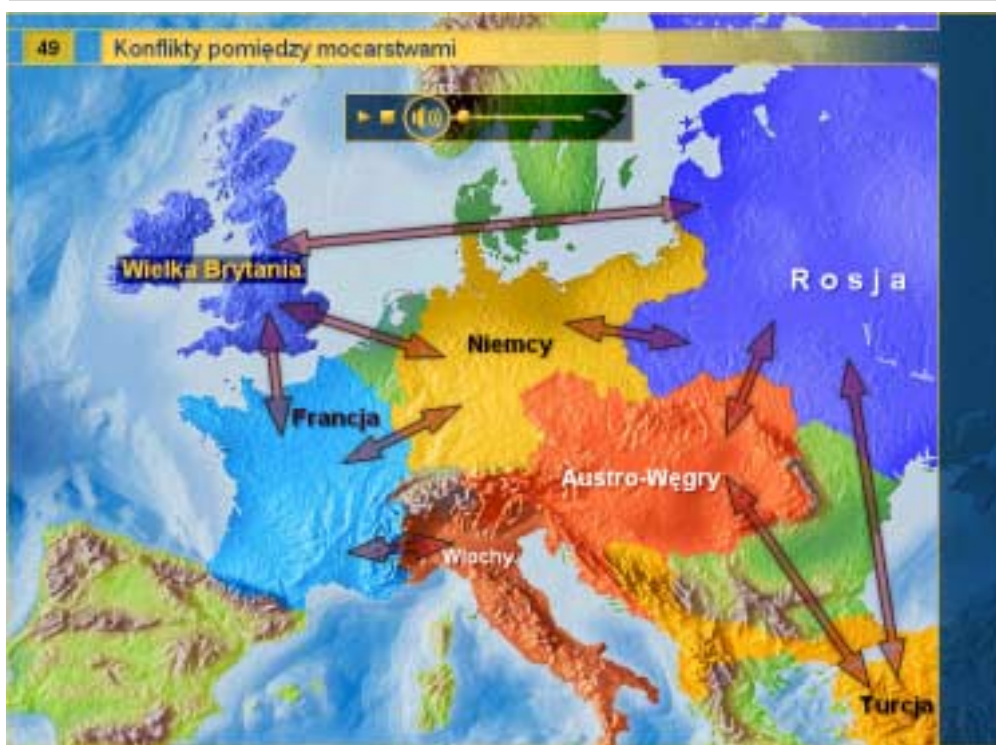 49 Konflikty pomiędzy mocarstwami
Wielka Brytania
Rosja
Niemcy
Francja
Austro-Węgry
Włochy
Turcja